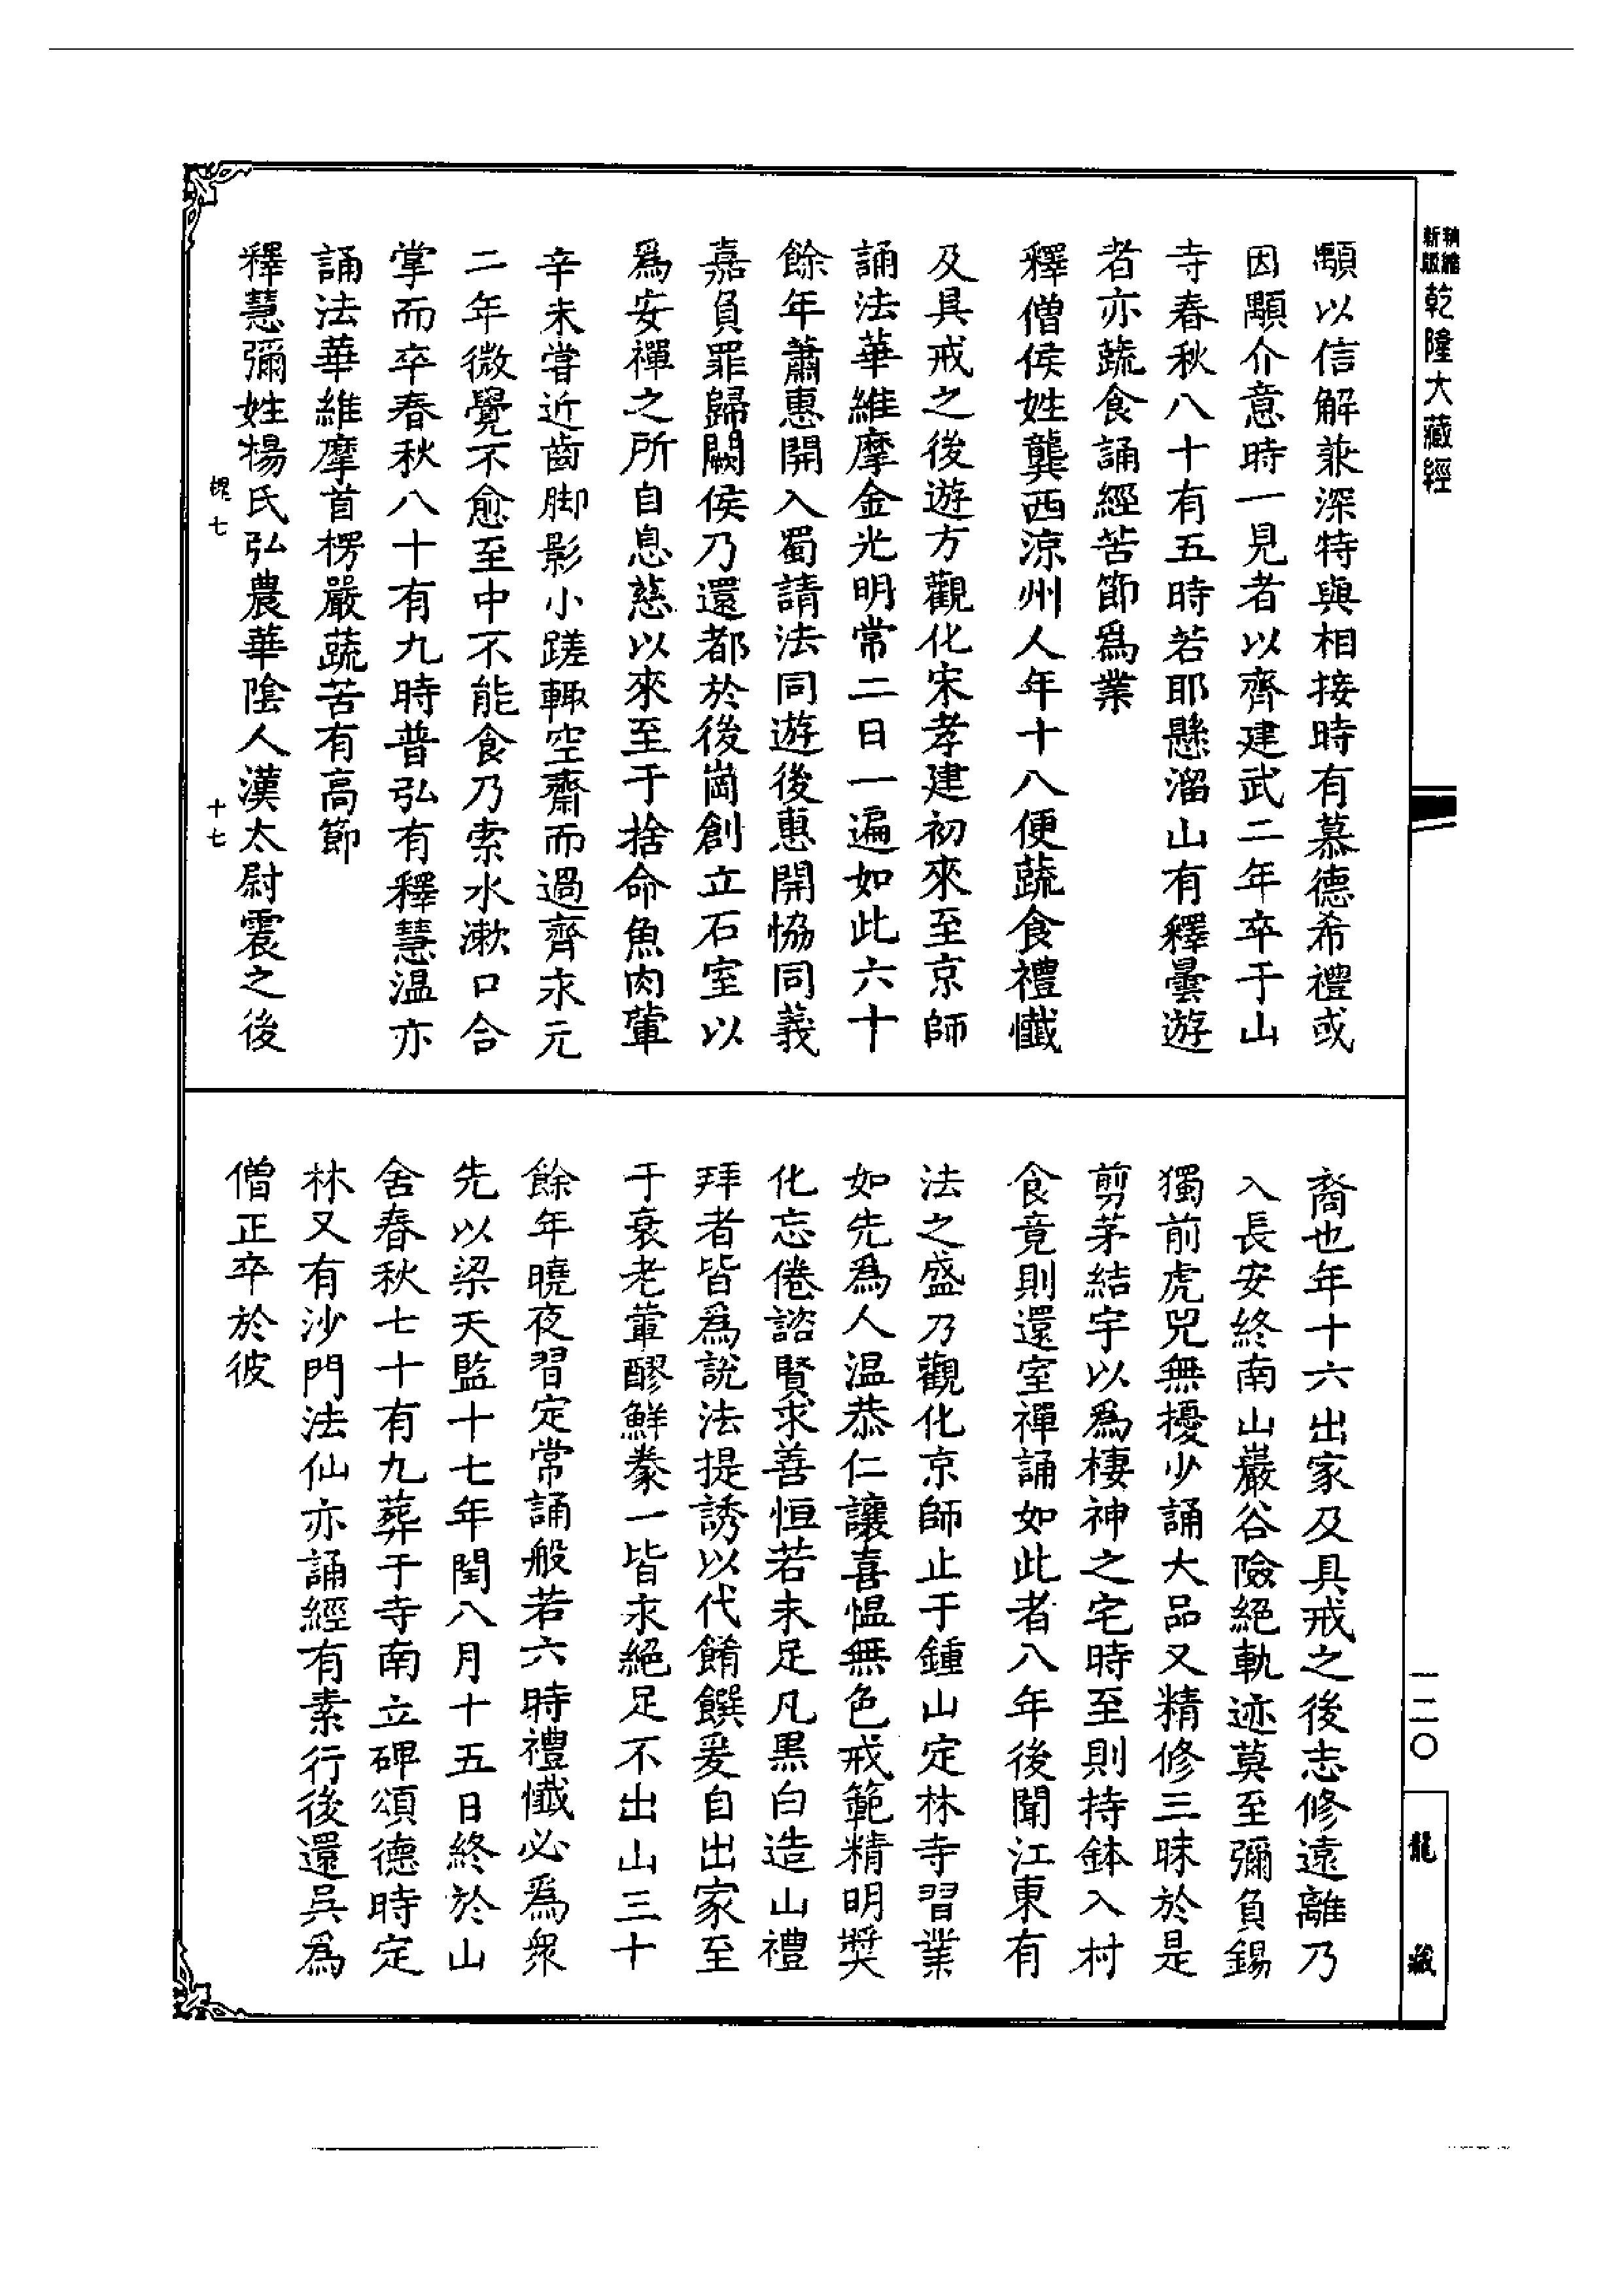 精縮
新版
乾隆大藏經
顒以信解兼深特與相接時有慕德希禮或
因顒介意時一見者以齊建武二年卒于山
寺春秋八十有五時若耶懸溜山有釋曇遊
者亦蔬食誦經苦節爲業
釋僧侯姓龔西涼州人年十八便蔬食禮懺
及具戒之後遊方觀化宋孝建初來至京師
誦法華維摩金光明常二日一遍如此六十
餘年蕭惠開入蜀請法同遊後惠開協同義
嘉負罪歸闕侯乃還都於後崗創立石室以
爲安禪之所自息慈以來至于捨命魚肉葷
辛未嘗近齒脚影小蹉輒空齋而過齊永元
二年微覺不愈至中不能食乃索水漱口合
掌而卒春秋八十有九時普弘有釋慧温亦
誦法華維摩首楞嚴蔬苦有高節
釋慧彌姓楊氏弘農華陰人漢太尉震之後
七
十七
裔也年十六出家及具戒之後志修遠離乃
入長安終南山巖谷險絕軌迹莫至彌負錫
獨前虎兕無擾少誦大品又精修三昧於是
剪茅結宇以爲棲神之宅時至則持鉢入村
食竟則還室禪誦如此者八年後聞江東有
法之盛乃觀化京師止于鍾山定林寺習業
如先爲人温恭仁讓喜愠無色戒範精明獎
化忘倦諮賢求善恒若未足凡黑白造山禮
拜者皆爲說法提誘以代餚饌爰自出家至
于衰老葷醪鮮豢一皆永絕足不出山三十
餘年曉夜習定常誦般若六時禮懺必爲衆
先以梁天監十七年閏八月十五日終於山
舍春秋七十有九葬于寺南立碑頌德時定
林又有沙門法仙亦誦經有素行後還吳爲
僧正卒於彼
一二〇
龍藏